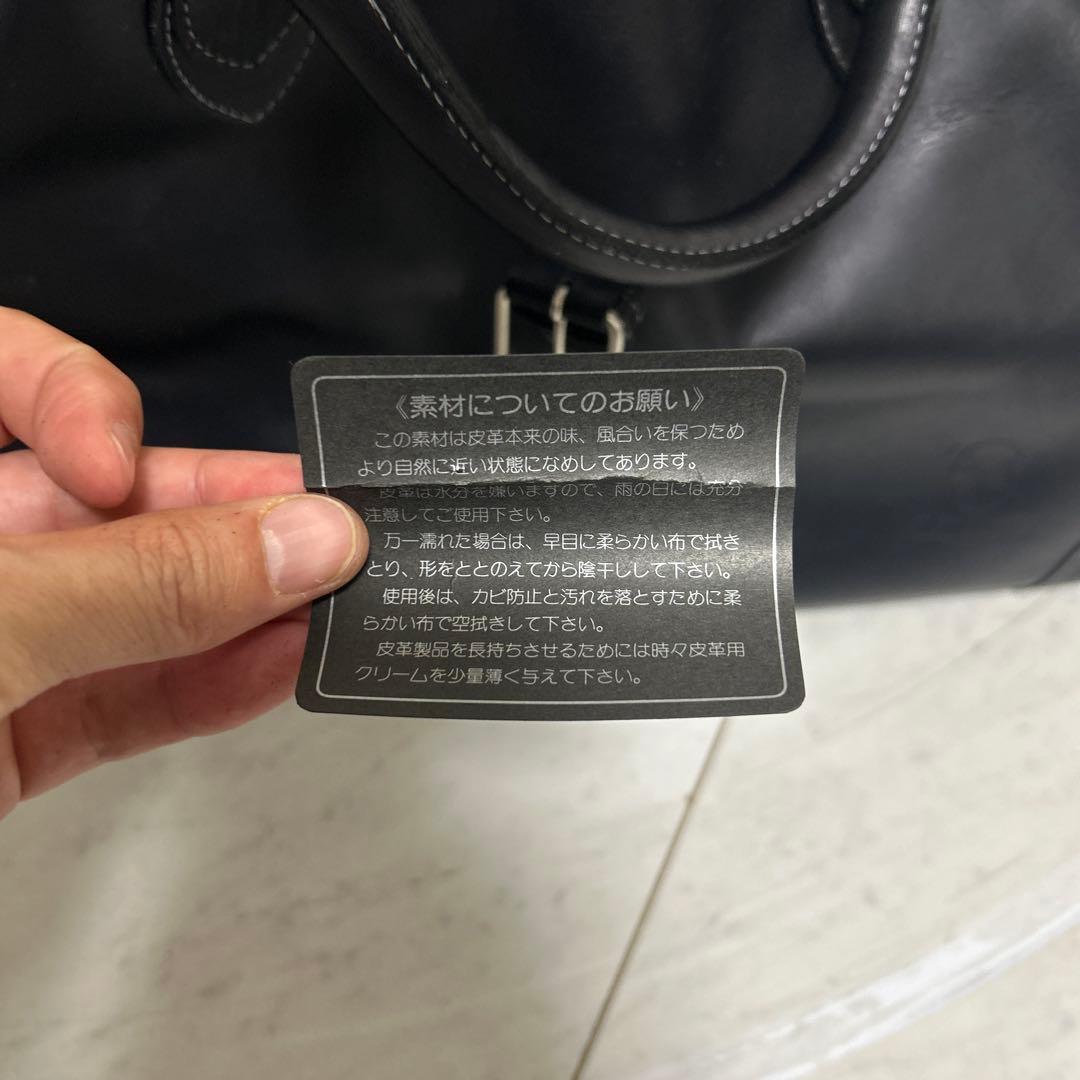 《素材についてのお願い》
この素材は皮革本来の味、風合いを保つため
より自然に近い状態になめしてあります。
皮革は水分を嫌いますので、雨の日には充分
注意してご使用下さい。
万一濡れた場合は、早目に柔らかい布で拭き
とり、形をととのえてから陰干しして下さい。
使用後は、カビ防止と汚れを落とすために柔
らかい布で空拭きして下さい。
皮革製品を長持ちさせるためには時々皮革用
クリームを少量薄く与えて下さい。